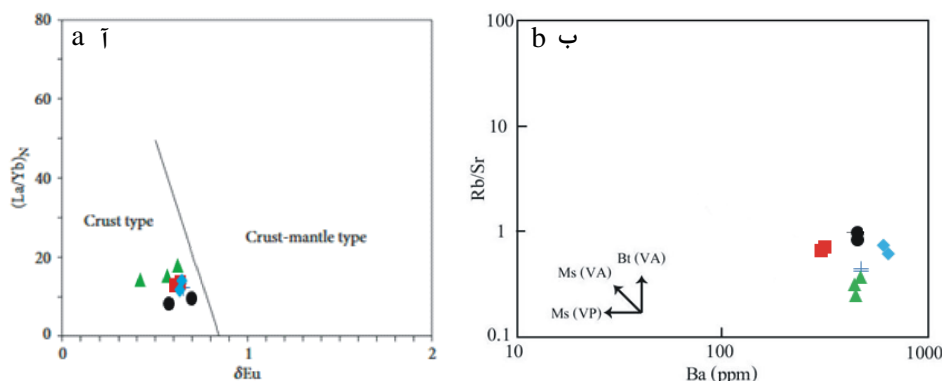 a آ
80
60
40
20
0
(La/Yb)N
Crust type
Crust-mantle type
0 1 2
δEu
b ب
100
10
1
0.1
Rb/Sr
Bt (VA)
Ms (VA)
Ms (VP)
10 100 1000
Ba (ppm)